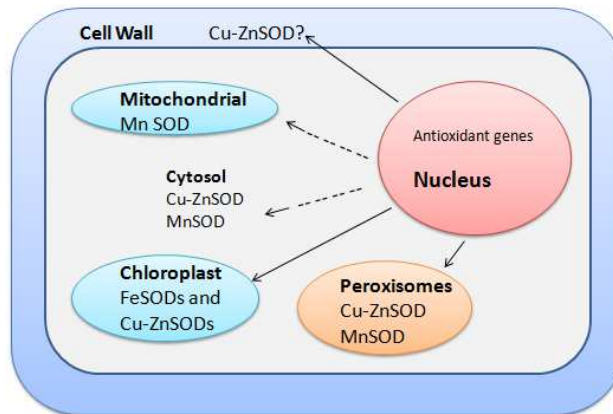 Cell Wall Cu-ZnSOD?
Mitochondrial
Mn SOD
Antioxidant genes
Nucleus
Cytosol
Cu-ZnSOD
MnSOD
Chloroplast
FeSODs and
Cu-ZnSODs
Peroxisomes
Cu-ZnSOD
MnSOD